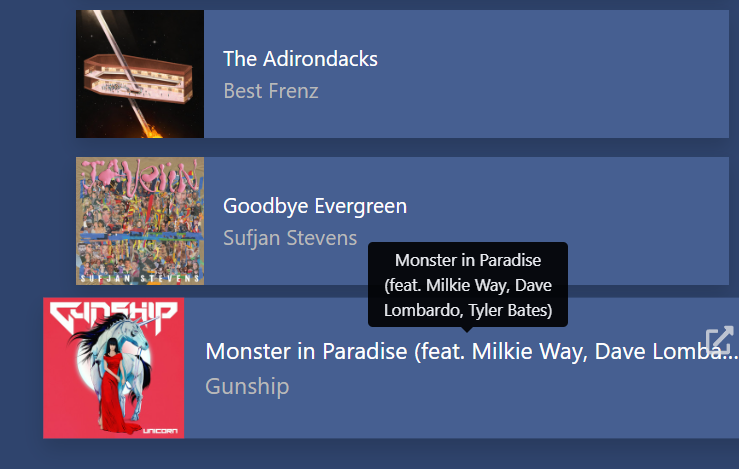 The Adirondacks
Best Frenz
JAVELIN
SUFJAN STEVENS
Goodbye Evergreen
Sufjan Stevens
Monster in Paradise
(feat. Milkie Way, Dave
Lombardo, Tyler Bates)
GUNSHIP
UNICORN
Monster in Paradise (feat. Milkie Way, Dave Lomba...
Gunship